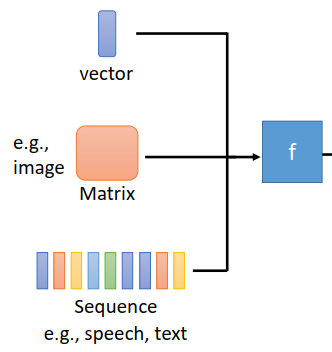 vector
e.g.,
image
f
Matrix
Sequence
e.g., speech, text